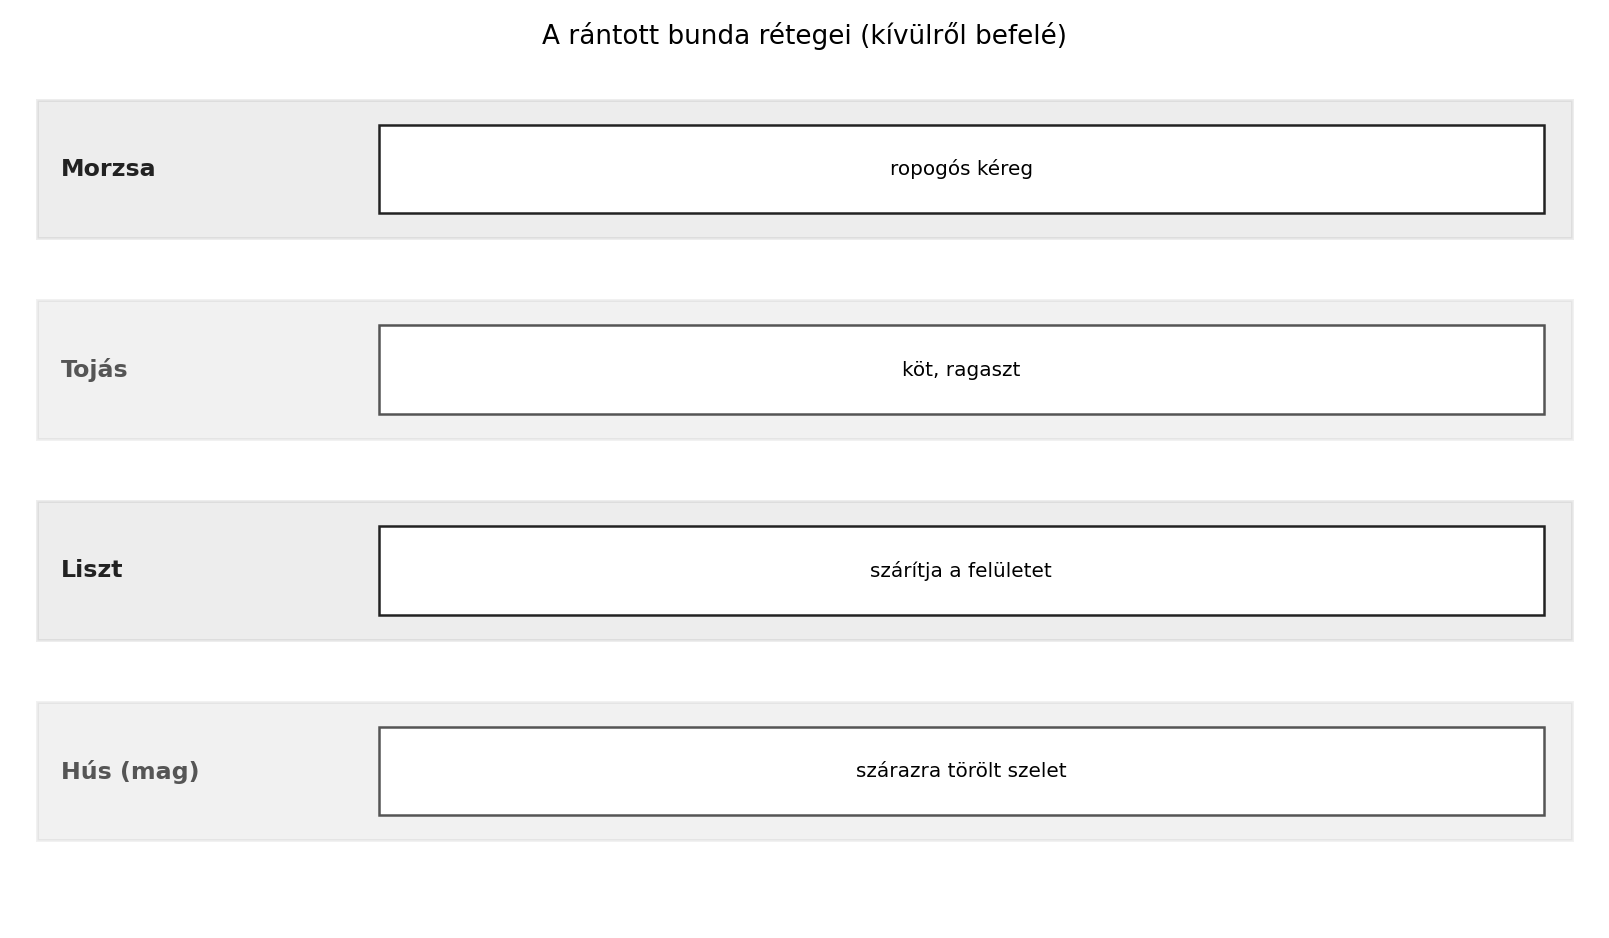 A rántott bunda rétegei (kívülről befelé)
Morzsa
ropogós kéreg
Tojás
köt, ragaszt
Liszt
szárítja a felületet
Hús (mag)
szárazra törölt szelet